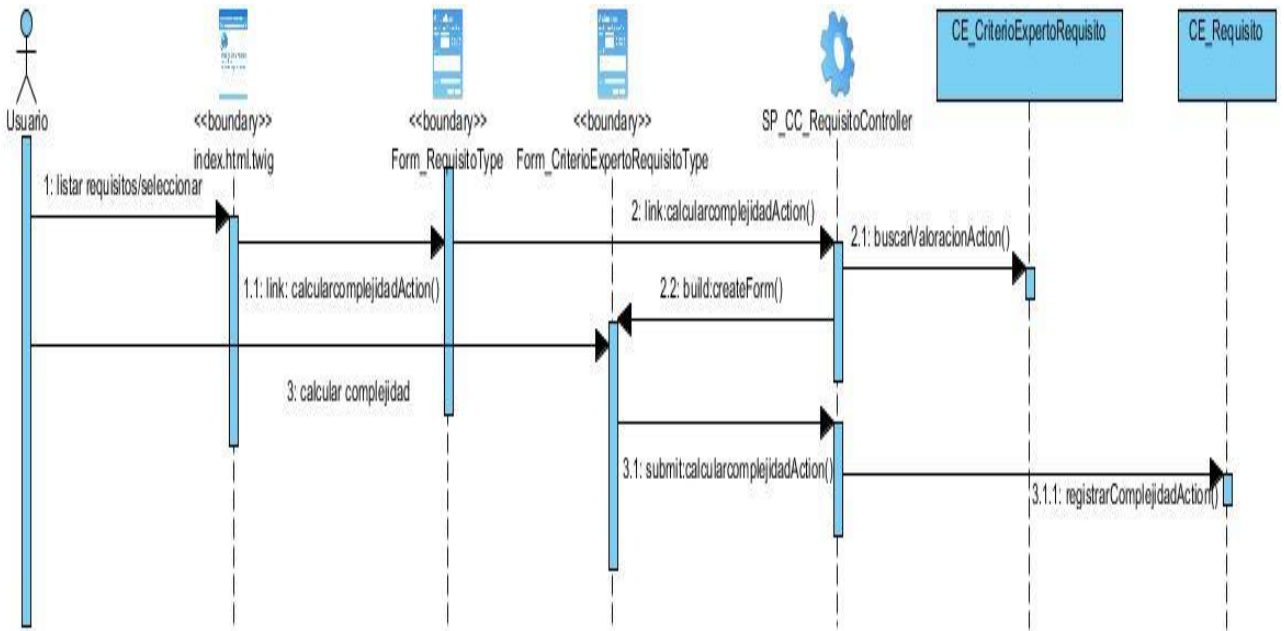 CE_CriterioExpertoRequisito
CE_Requisito
Usuario
<<boundary>>
index.html.twig
<<boundary>>
Form_RequisitoType
<<boundary>>
Form_CriterioExpertoRequisitoType
SP_CC_RequisitoController
1: listar requisitos/seleccionar
2: link:calcularcomplejidadAction()
2.1: buscarValoracionAction()
1.1: link: calcularcomplejidadAction()
2.2: build:createForm()
3: calcular complejidad
3.1: submit:calcularcomplejidadAction()
3.1.1: registrarComplejidadAction()